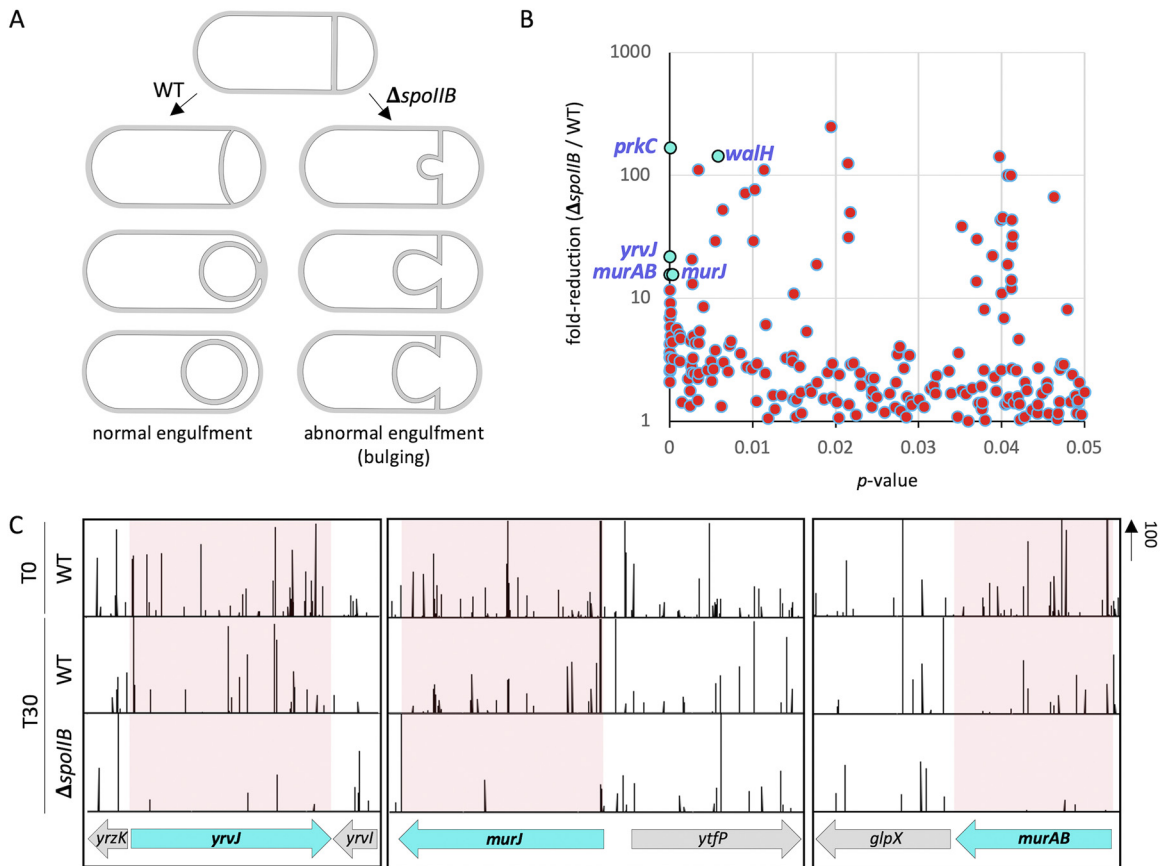 A
WT
ΔspoIIB
normal engulfment
abnormal engulfment
(bulging)
B
fold-reduction (ΔspoIIB / WT)
1000
100
10
1
prkC
walH
yrvJ
murAB
murJ
0
0.01
0.02
0.03
0.04
0.05
p-value
C
T0
WT
T30
WT
ΔspoIIB
100
yrzK
yrvJ
yrvI
murJ
ytfP
glpX
murAB